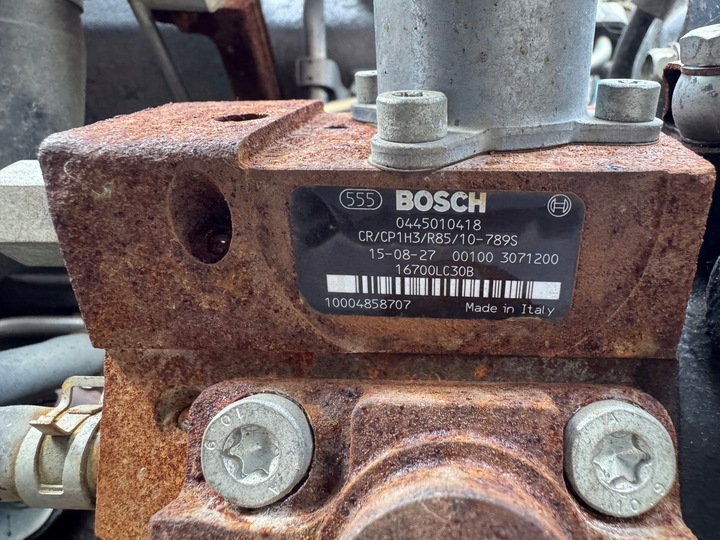 555 BOSCH
0445010418
CR/CP1H3/R85/10-789S
15-08-27 00100 3071200
16700LC30B
10004858707 Made in Italy
10.9
A
A
10.9